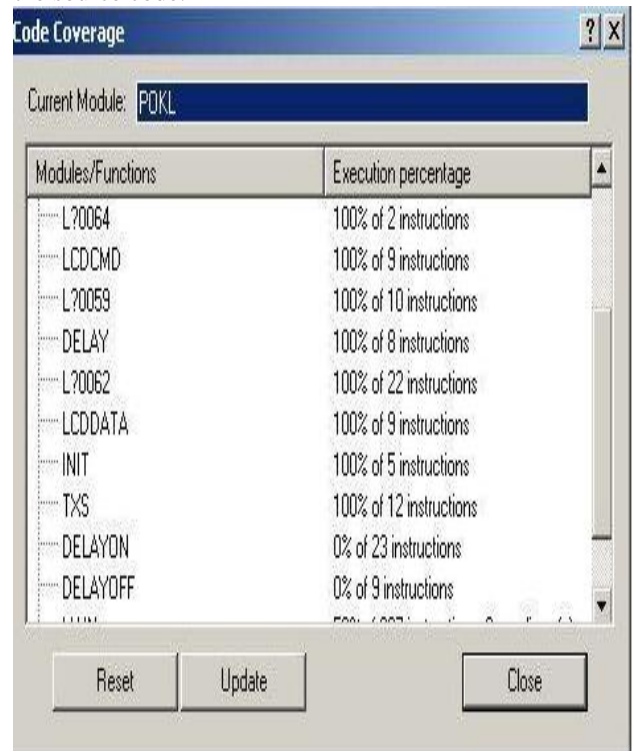 Code Coverage ? X
Current Module: POKL
Modules/Functions Execution percentage
L?0064 100% of 2 instructions
LCDCMD 100% of 9 instructions
L?0059 100% of 10 instructions
DELAY 100% of 8 instructions
L?0062 100% of 22 instructions
LCDDATA 100% of 9 instructions
INIT 100% of 5 instructions
TXS 100% of 12 instructions
DELAYON 0% of 23 instructions
DELAYOFF 0% of 9 instructions
Reset Update Close